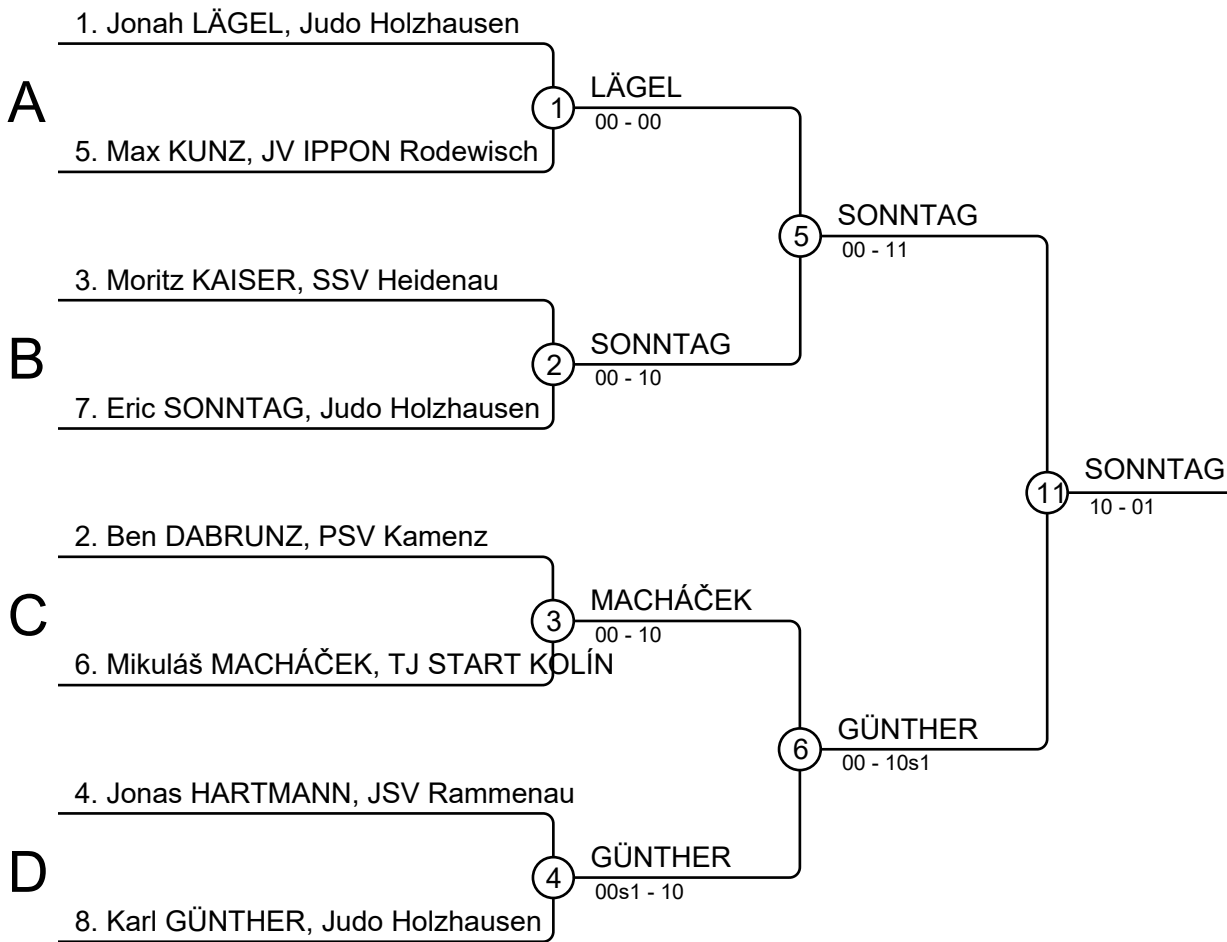 1. Jonah LÄGEL, Judo Holzhausen
A
1
LÄGEL
00 - 00
5. Max KUNZ, JV IPPON Rodewisch
5
SONNTAG
00 - 11
3. Moritz KAISER, SSV Heidenau
B
2
SONNTAG
00 - 10
7. Eric SONNTAG, Judo Holzhausen
11
SONNTAG
10 - 01
2. Ben DABRUNZ, PSV Kamenz
C
3
MACHÁČEK
00 - 10
6. Mikuláš MACHÁČEK, TJ START KOLÍN
6
GÜNTHER
00 - 10s1
4. Jonas HARTMANN, JSV Rammenau
D
4
GÜNTHER
00s1 - 10
8. Karl GÜNTHER, Judo Holzhausen